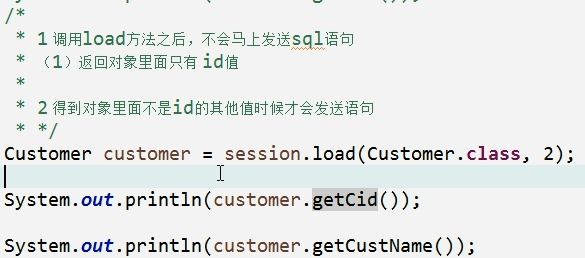 /*
* 1 调用load方法之后，不会马上发送sql语句
* （1）返回对象里面只有 id值
*
* 2 得到对象里面不是id的其他值时候才会发送语句
* */
Customer customer = session.load(Customer.class, 2);
System.out.println(customer.getCid());
System.out.println(customer.getCustName());